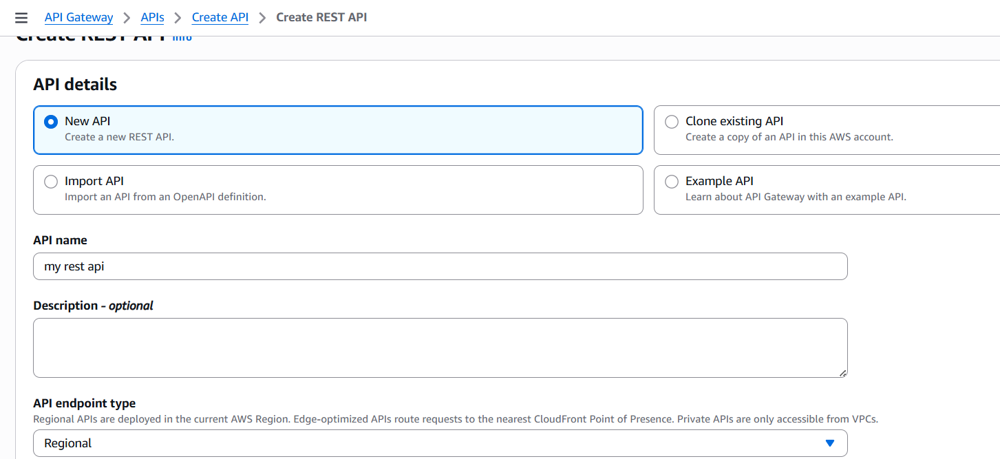 API Gateway > APIs > Create API > Create REST API
Create REST API Info
API details
New API
Create a new REST API.
Clone existing API
Create a copy of an API in this AWS account.
Import API
Import an API from an OpenAPI definition.
Example API
Learn about API Gateway with an example API.
API name
my rest api
Description - optional
API endpoint type
Regional APIs are deployed in the current AWS Region. Edge-optimized APIs route requests to the nearest CloudFront Point of Presence. Private APIs are only accessible from VPCs.
Regional